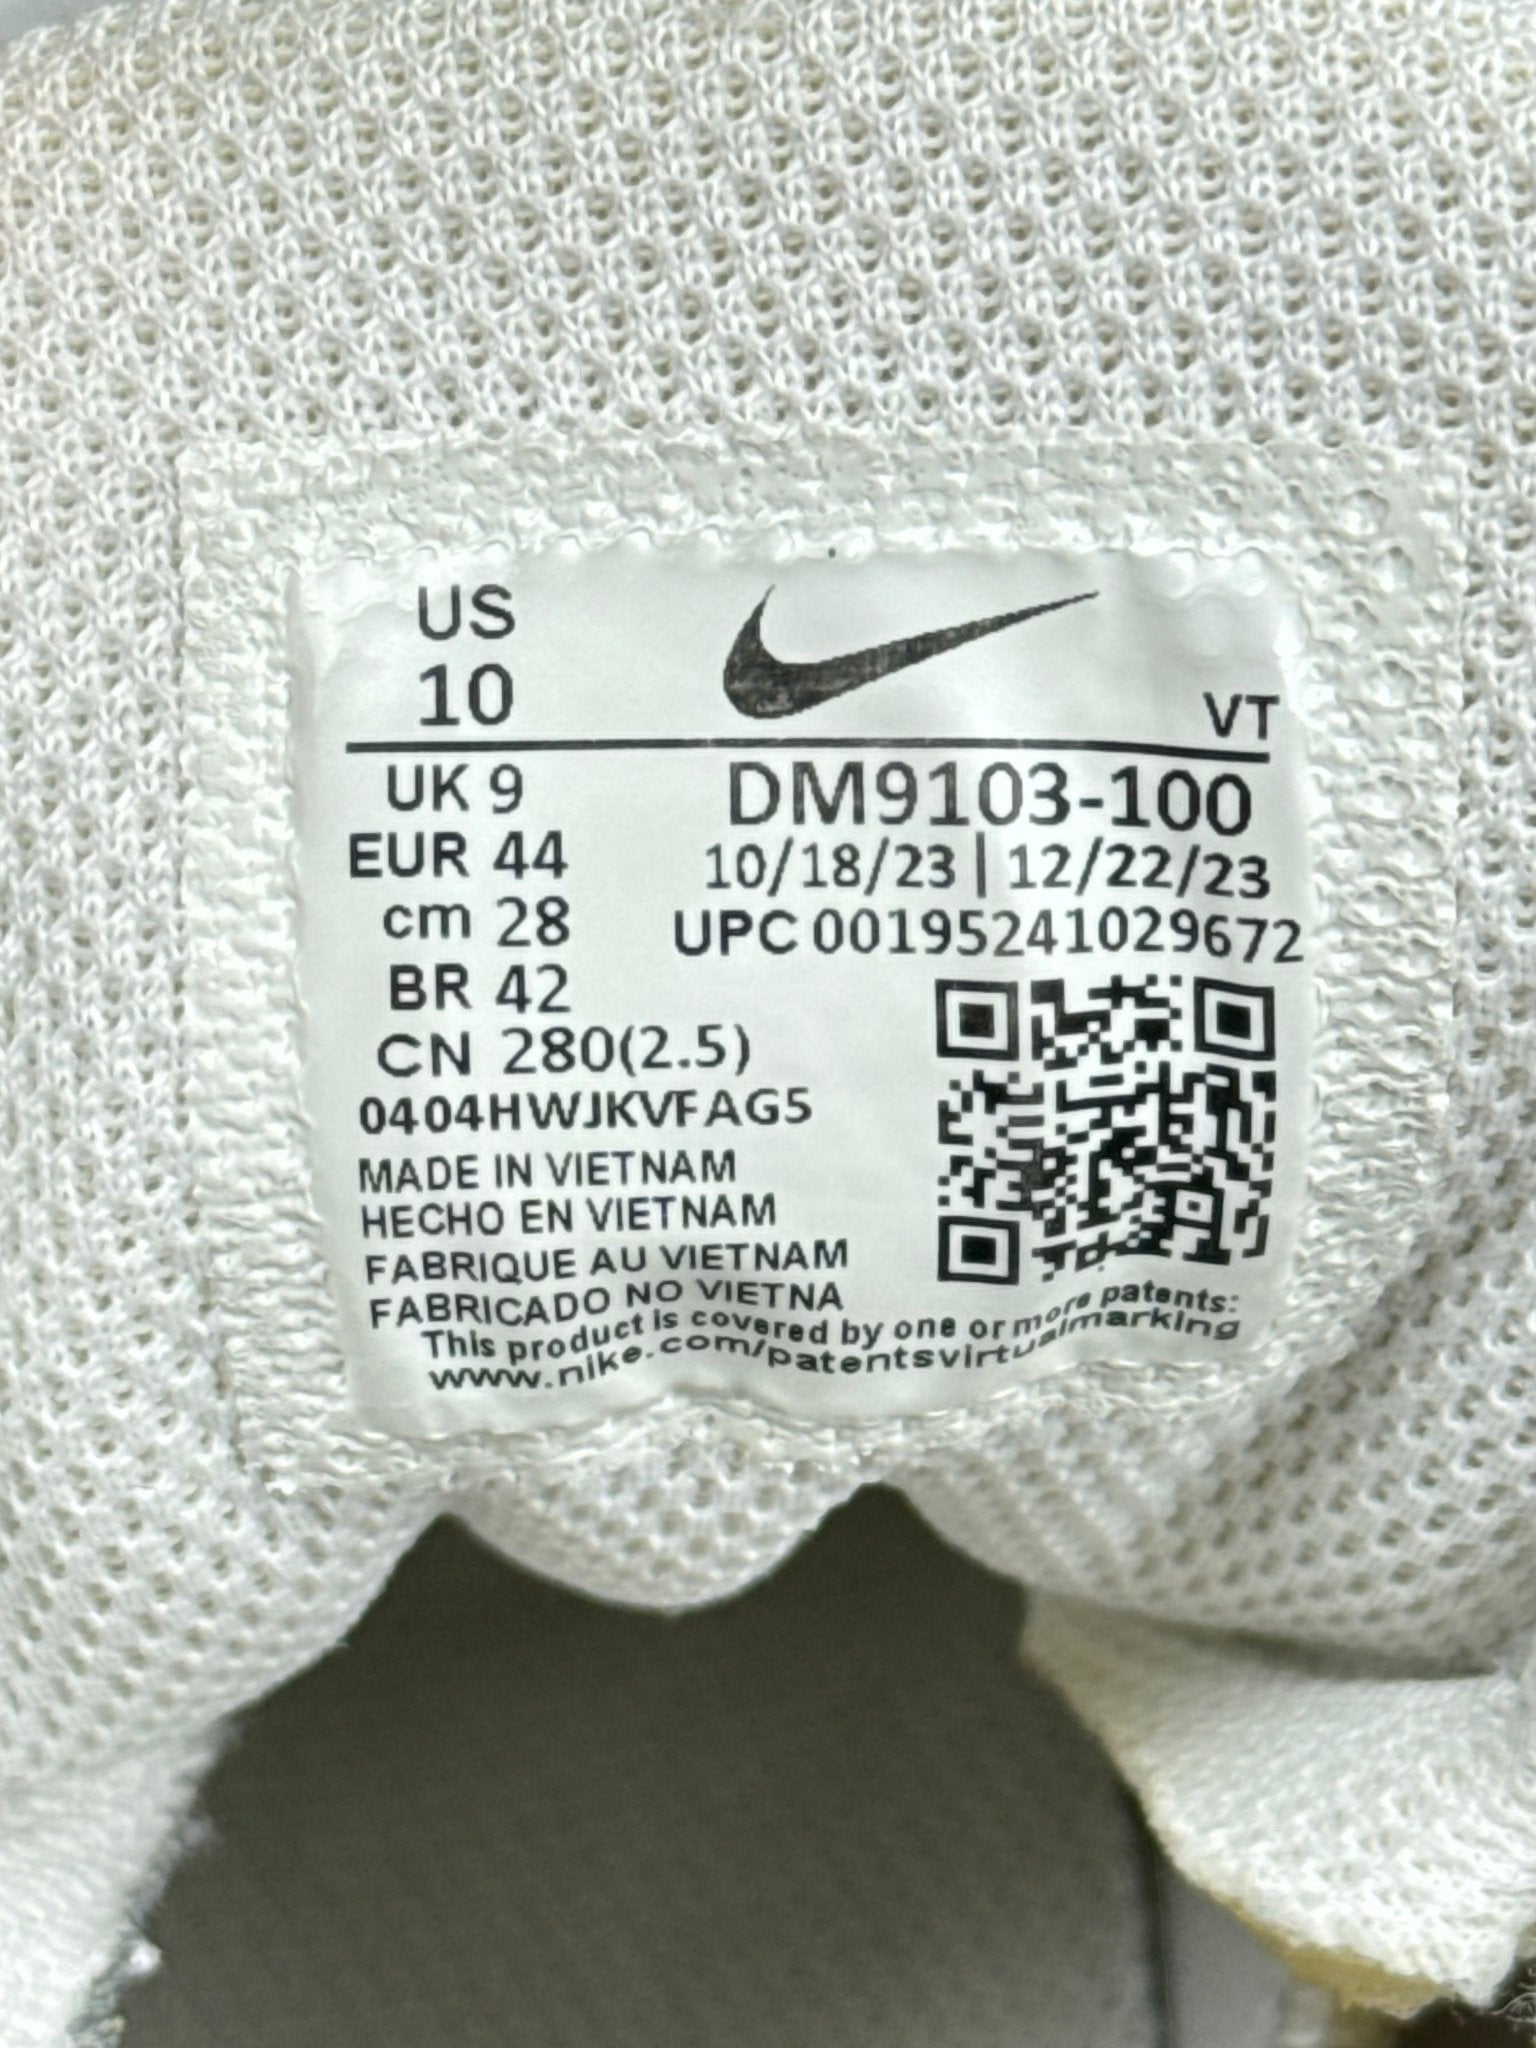 US
10
VT
UK 9
DM9103-100
EUR 44
10/18/23 | 12/22/23
cm 28
UPC 00195241029672
BR 42
CN 280(2.5)
0404HWJKVFAG5
MADE IN VIETNAM
HECHO EN VIETNAM
FABRIQUE AU VIETNAM
FABRICADO NO VIETNA
This product is covered by one or more patents:
www.nike.com/patentsvirtualmarking